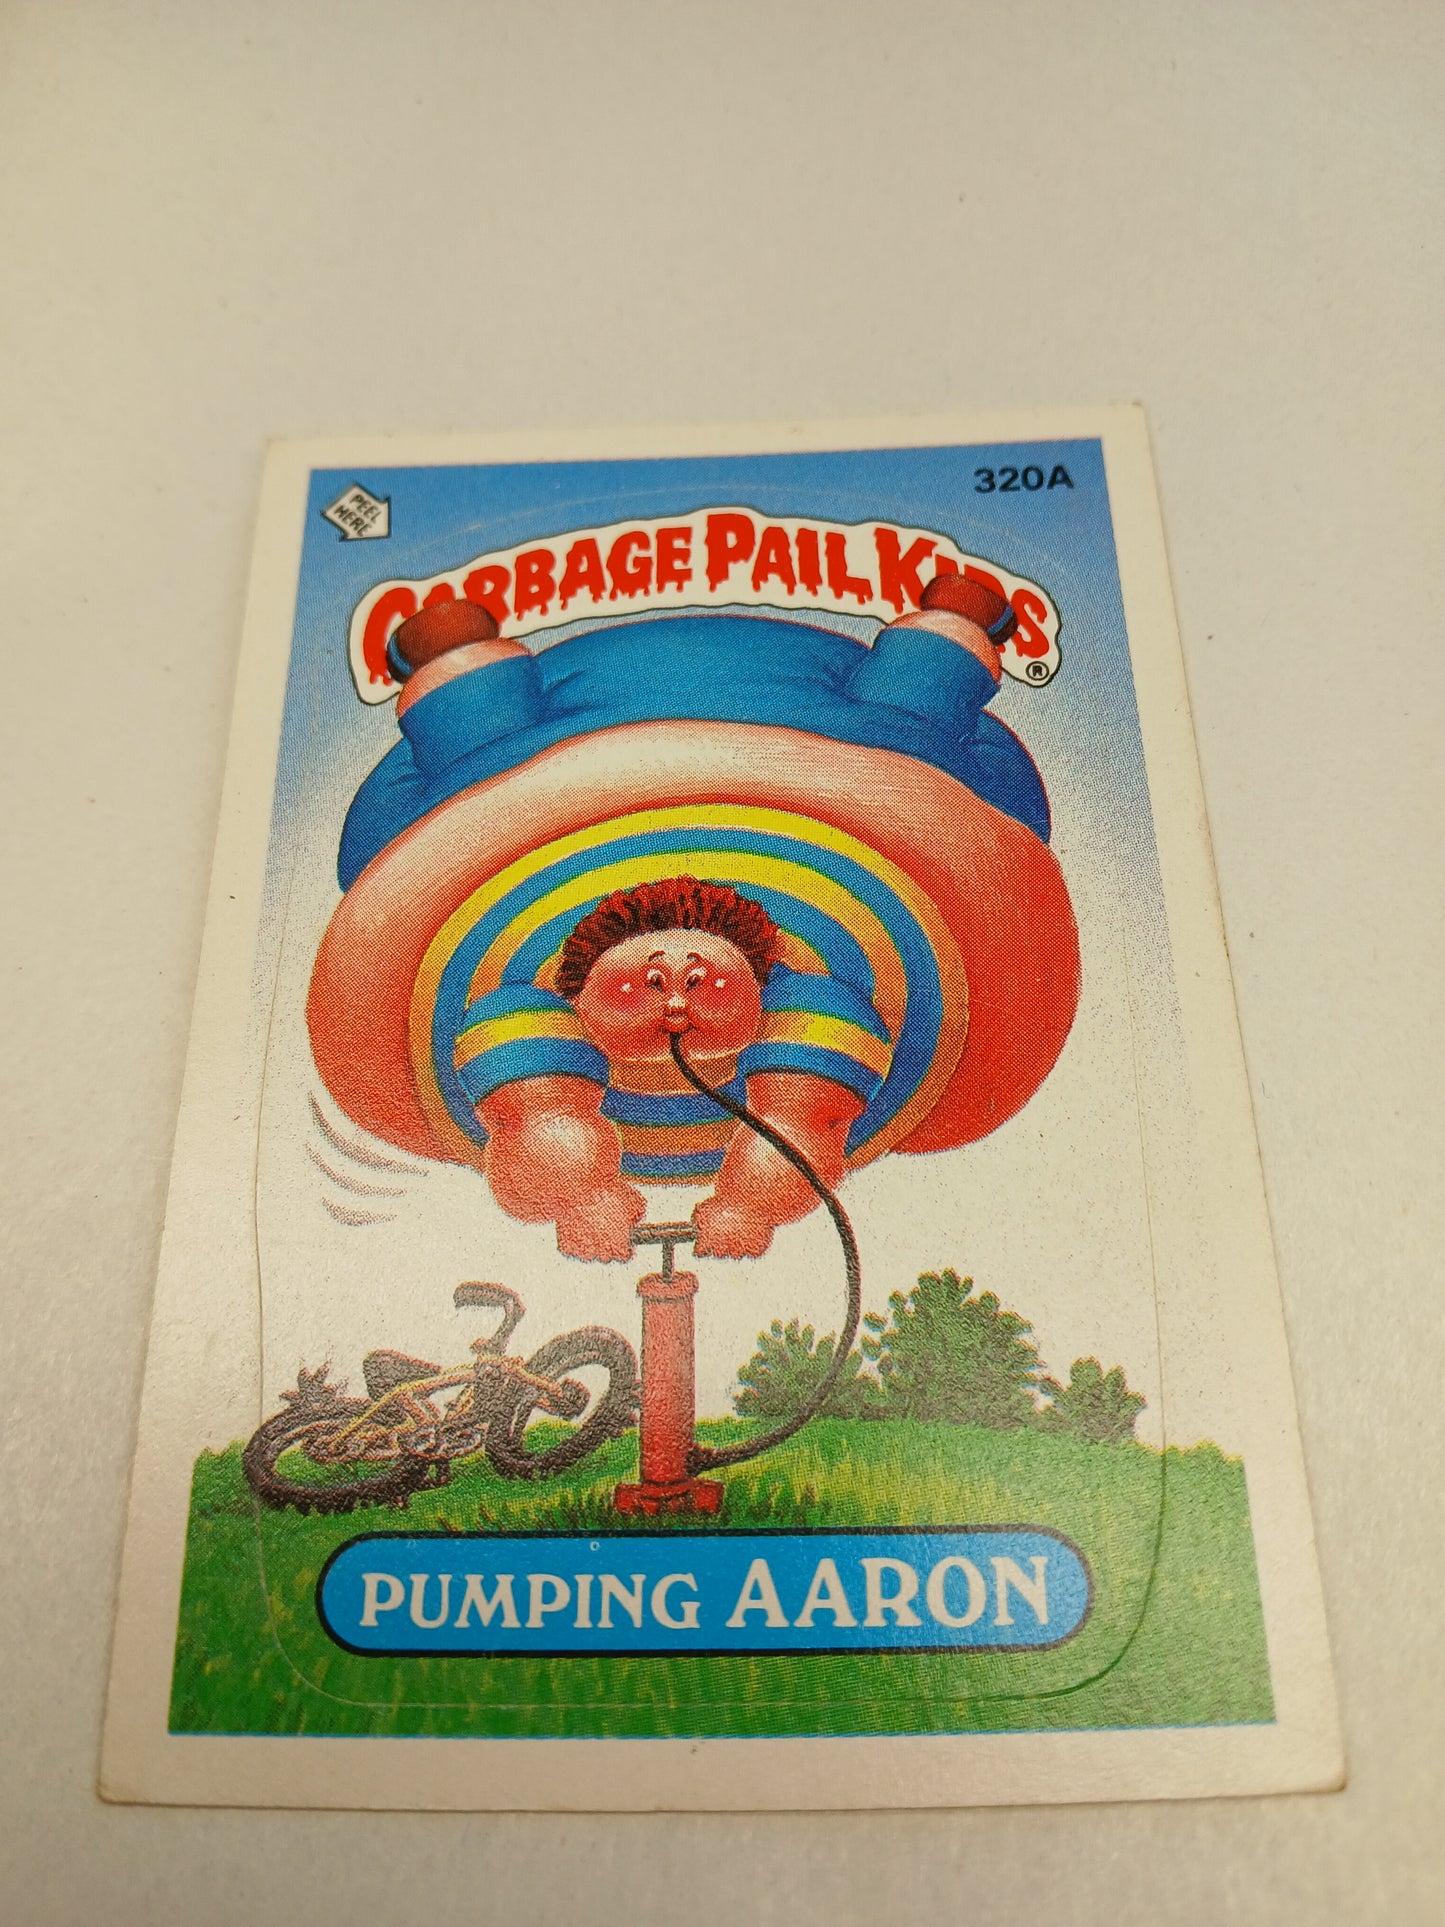 320A
PEEL
HERE
GARBAGE PAIL KIDS
®
PUMPING AARON